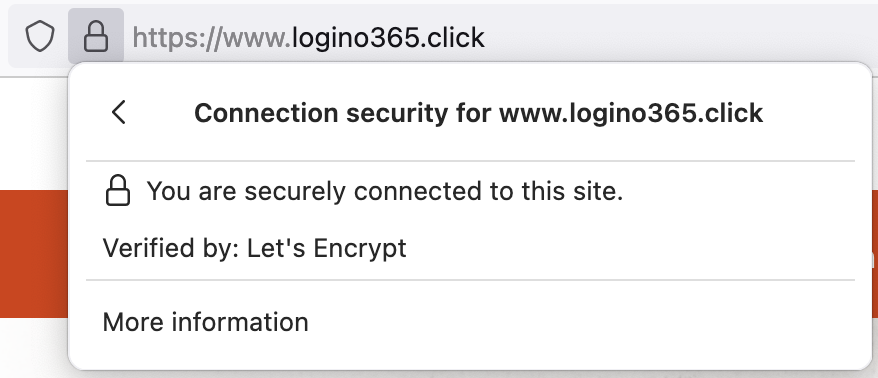 https://www.logino365.click
Connection security for www.logino365.click
You are securely connected to this site.
Verified by: Let's Encrypt
More information